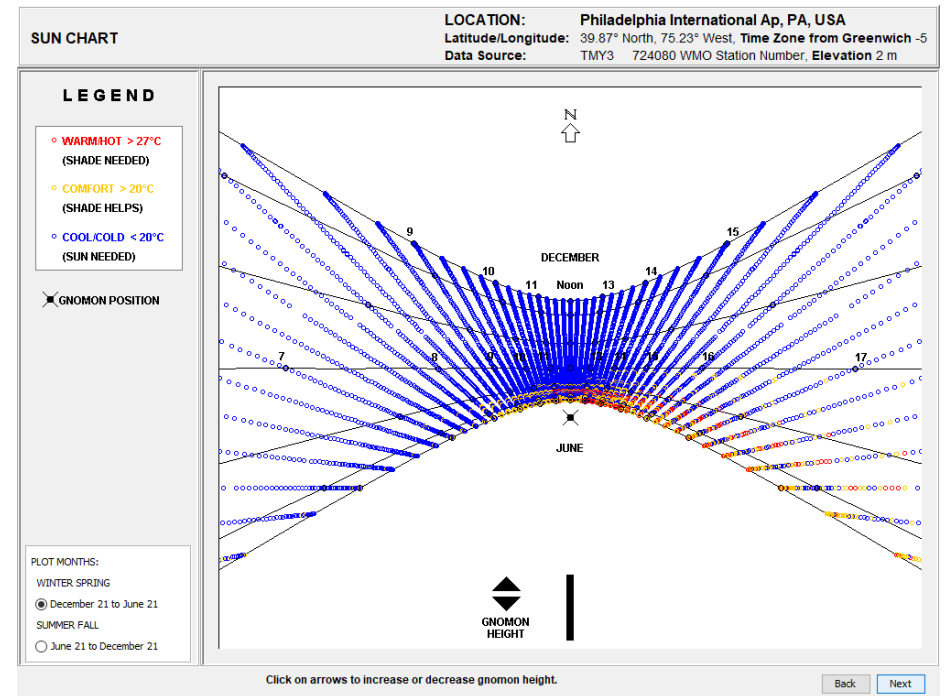 SUN CHART
LOCATION: Philadelphia International Ap, PA, USA
Latitude/Longitude: 39.87° North, 75.23° West, Time Zone from Greenwich -5
Data Source: TMY3 724080 WMO Station Number, Elevation 2 m
LEGEND
WARM/HOT > 27°C
(SHADE NEEDED)
COMFORT > 20°C
(SHADE HELPS)
COOL/COLD < 20°C
(SUN NEEDED)
GNOMON POSITION
PLOT MONTHS:
WINTER SPRING
December 21 to June 21
SUMMER FALL
June 21 to December 21
N
9 15
DECEMBER
10 14
11 Noon 13
7 8 16 17
JUNE
GNOMON
HEIGHT
Click on arrows to increase or decrease gnomon height.
Back Next